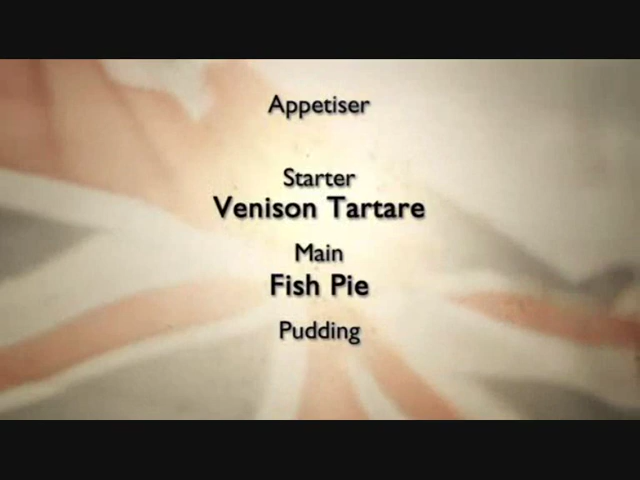 Appetiser
Starter
Venison Tartare
Main
Fish Pie
Pudding